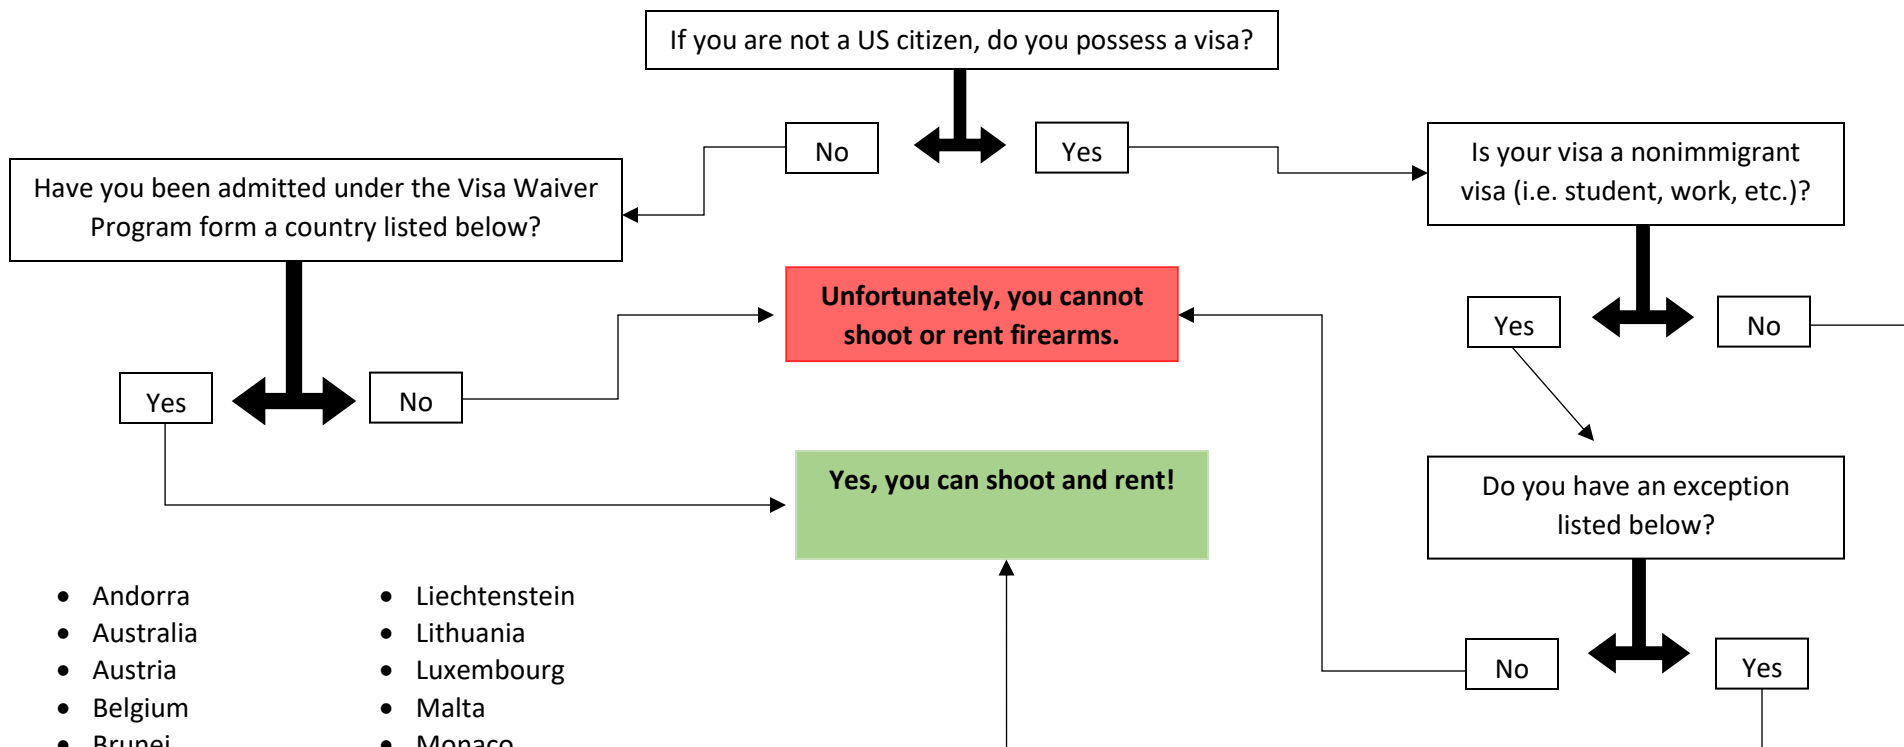 If you are not a US citizen, do you possess a visa?
No
Yes
Have you been admitted under the Visa Waiver
Program form a country listed below?
Is your visa a nonimmigrant
visa (i.e. student, work, etc.)?
Unfortunately, you cannot
shoot or rent firearms.
Yes
No
Yes
No
Yes, you can shoot and rent!
Do you have an exception
listed below?
No
Yes
• Andorra
• Australia
• Austria
• Belgium
• Brunei
• Liechtenstein
• Lithuania
• Luxembourg
• Malta
• Monaco